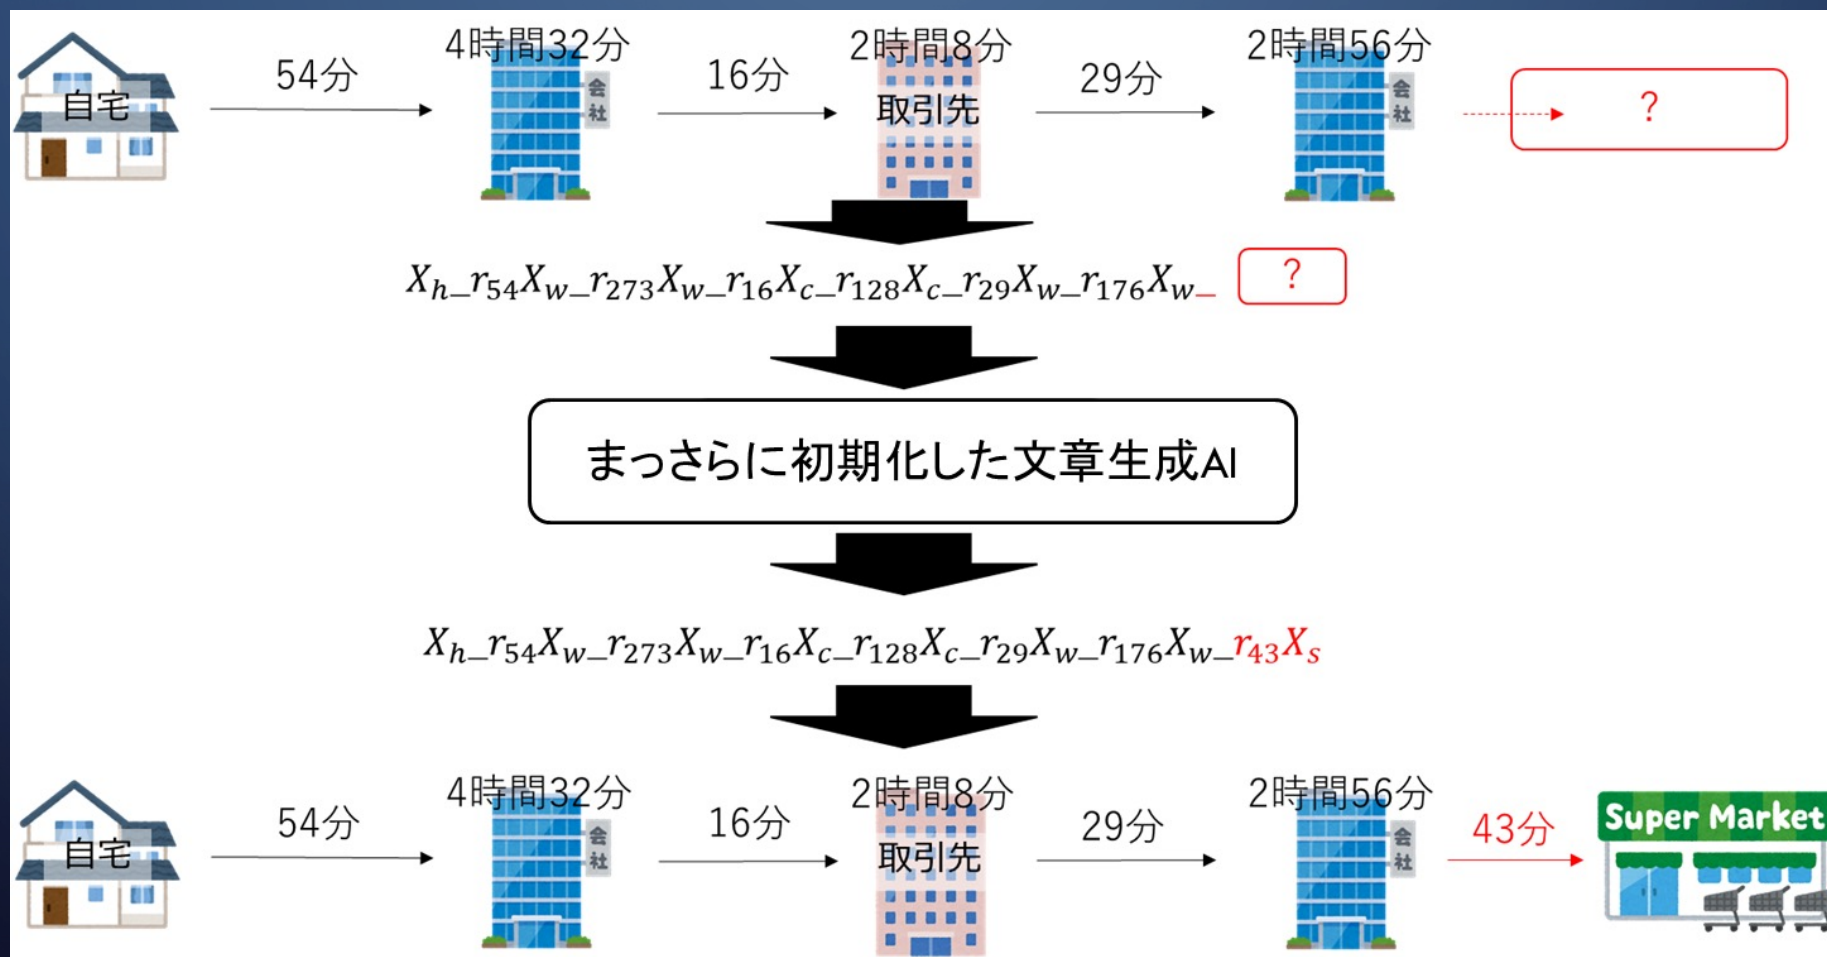 4時間32分 2時間8分 2時間56分
54分 16分 29分
自宅 会社 取引先 会社 ?
X_h_r_54X_w_r_273X_w_r_16X_c_r_128X_c_r_29X_w_r_176X_w_ ?
まっさらに初期化した文章生成AI
X_h_r_54X_w_r_273X_w_r_16X_c_r_128X_c_r_29X_w_r_176X_w_r_43X_s
4時間32分 2時間8分 2時間56分
54分 16分 29分 43分 Super Market
自宅 会社 取引先 会社